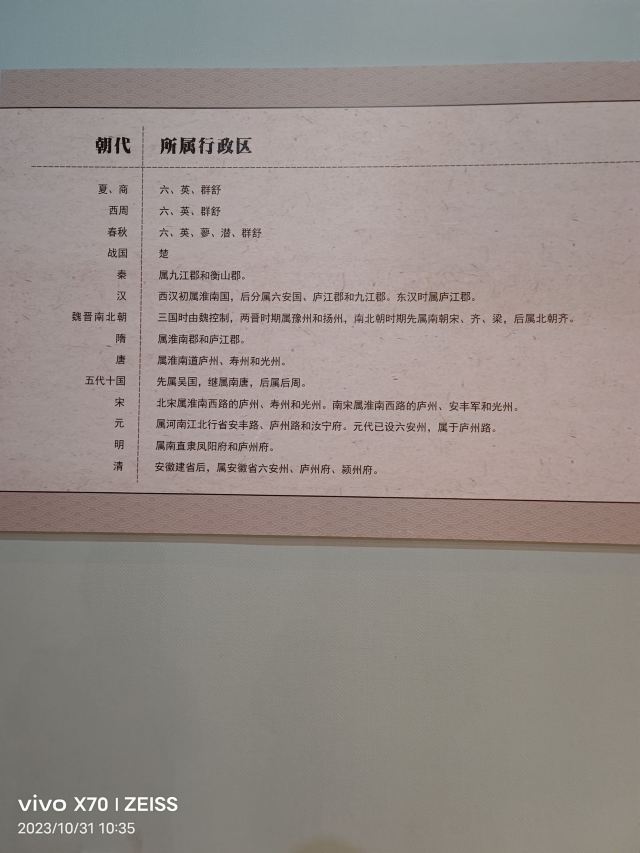 朝代 所属行政区
夏、商 六、英、群舒
西周 六、英、群舒
春秋 六、英、蓼、潜、群舒
战国 楚
秦 属九江郡和衡山郡。
汉 西汉初属淮南国，后分属六安国、庐江郡和九江郡。东汉时属庐江郡。
魏晋南北朝 三国时由魏控制，两晋时期属豫州和扬州，南北朝时期先属南朝宋、齐、梁，后属北朝齐。
隋 属淮南郡和庐江郡。
唐 属淮南道庐州、寿州和光州。
五代十国 先属吴国，继属南唐，后属后周。
宋 北宋属淮南西路的庐州、寿州和光州。南宋属淮南西路的庐州、安丰军和光州。
元 属河南江北行省安丰路、庐州路和汝宁府。元代已设六安州，属于庐州路。
明 属南直隶凤阳府和庐州府。
清 安徽建省后，属安徽省六安州、庐州府、颍州府。
vivo X70 | ZEISS
2023/10/31 10:35